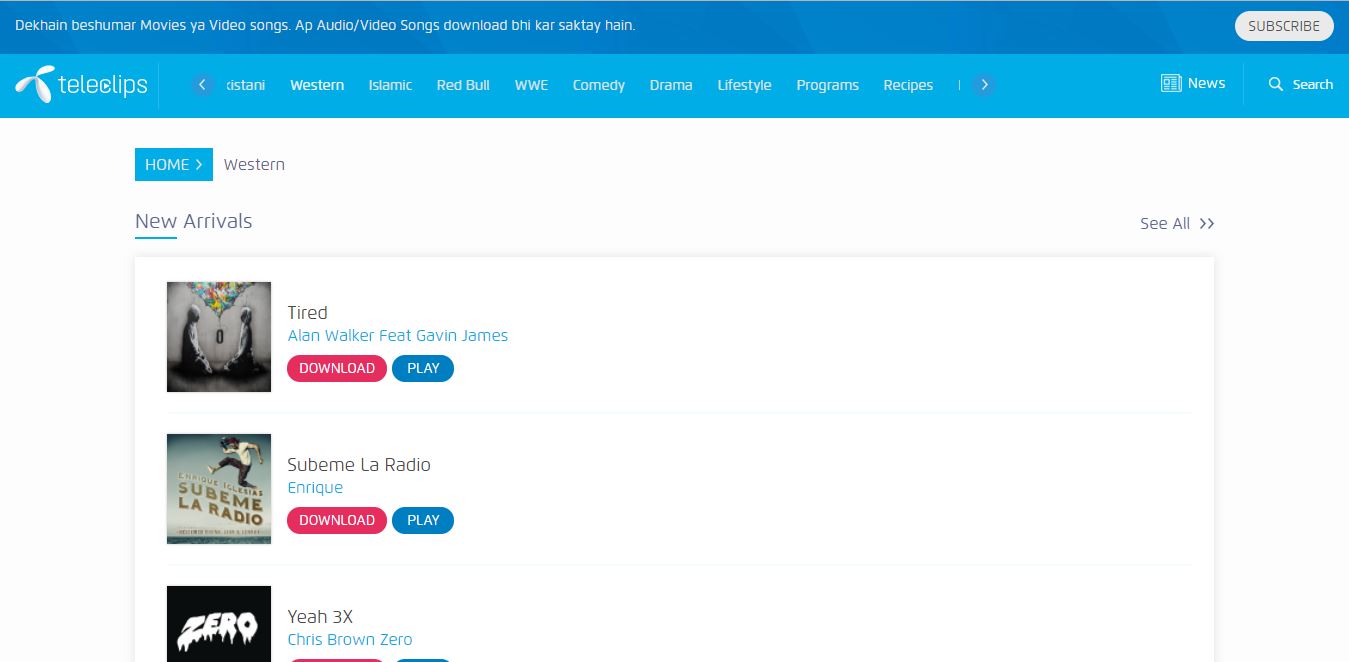 Dekhain beshumar Movies ya Video songs. Ap Audio/Video Songs download bhi kar saktay hain.
SUBSCRIBE
teleclips
kistani Western Islamic Red Bull WWE Comedy Drama Lifestyle Programs Recipes
News
Search
HOME > Western
New Arrivals
See All >>
Tired
Alan Walker Feat Gavin James
DOWNLOAD PLAY
ENRIQUE IGLESIAS
SUBEME
LA RADIO
Subeme La Radio
Enrique
DOWNLOAD PLAY
ZERO
Yeah 3X
Chris Brown Zero